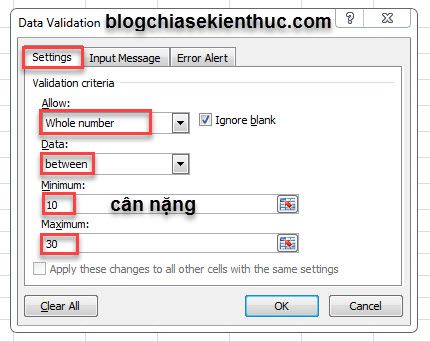 Data Validation blogchiasekienthuc.com
Settings Input Message Error Alert
Validation criteria
Allow:
Whole number Ignore blank
Data:
between
Minimum:
10 cân nặng
Maximum:
30
Apply these changes to all other cells with the same settings
Clear All OK Cancel